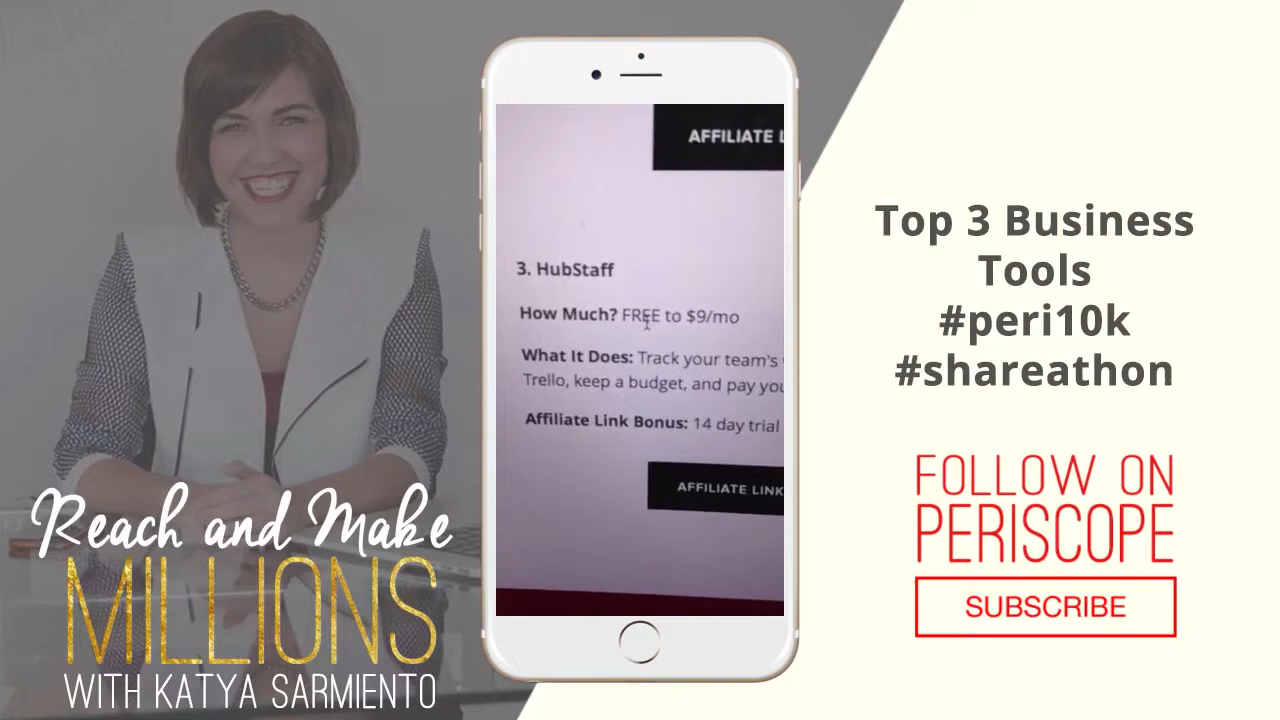 Reach and Make
MILLIONS
WITH KATYA SARMIENTO
AFFILIATE L
3. HubStaff
How Much? FREE to $9/mo
What It Does: Track your team's
Trello, keep a budget, and pay you
Affiliate Link Bonus: 14 day trial
AFFILIATE LINK
Top 3 Business
Tools
#peri10k
#shareathon
FOLLOW ON
PERISCOPE
SUBSCRIBE